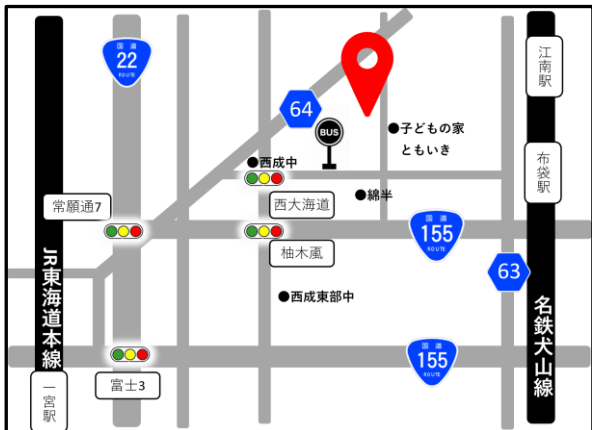 国道
22
ROUTE
64
BUS
●子どもの家
ともいき
江南駅
布袋駅
●西成中
西大海道
●綿半
常願通7
国道
155
ROUTE
柚木颪
63
JR東海道本線
●西成東部中
名鉄犬山線
国道
155
ROUTE
富士3
一宮駅